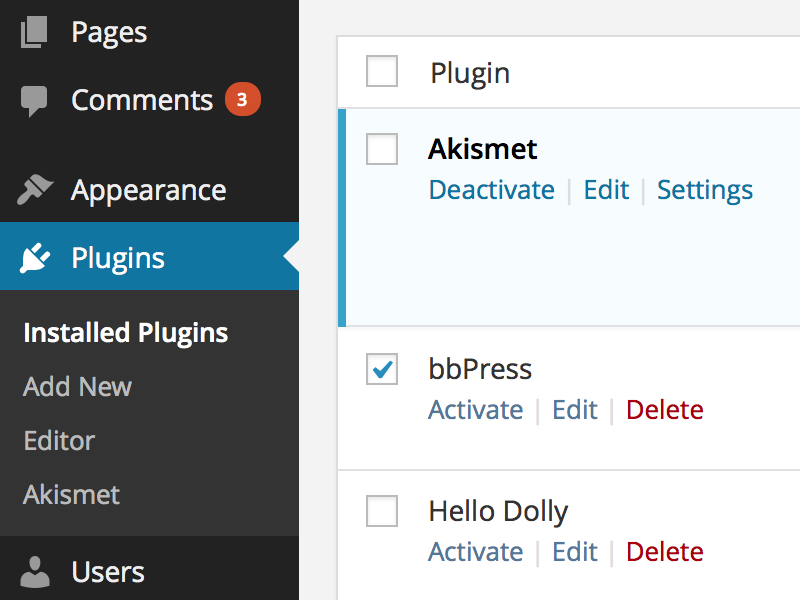 Pages
Comments 3
Appearance
Plugins
Installed Plugins
Add New
Editor
Akismet
Users
Plugin
Akismet
Deactivate | Edit | Settings
bbPress
Activate | Edit | Delete
Hello Dolly
Activate | Edit | Delete